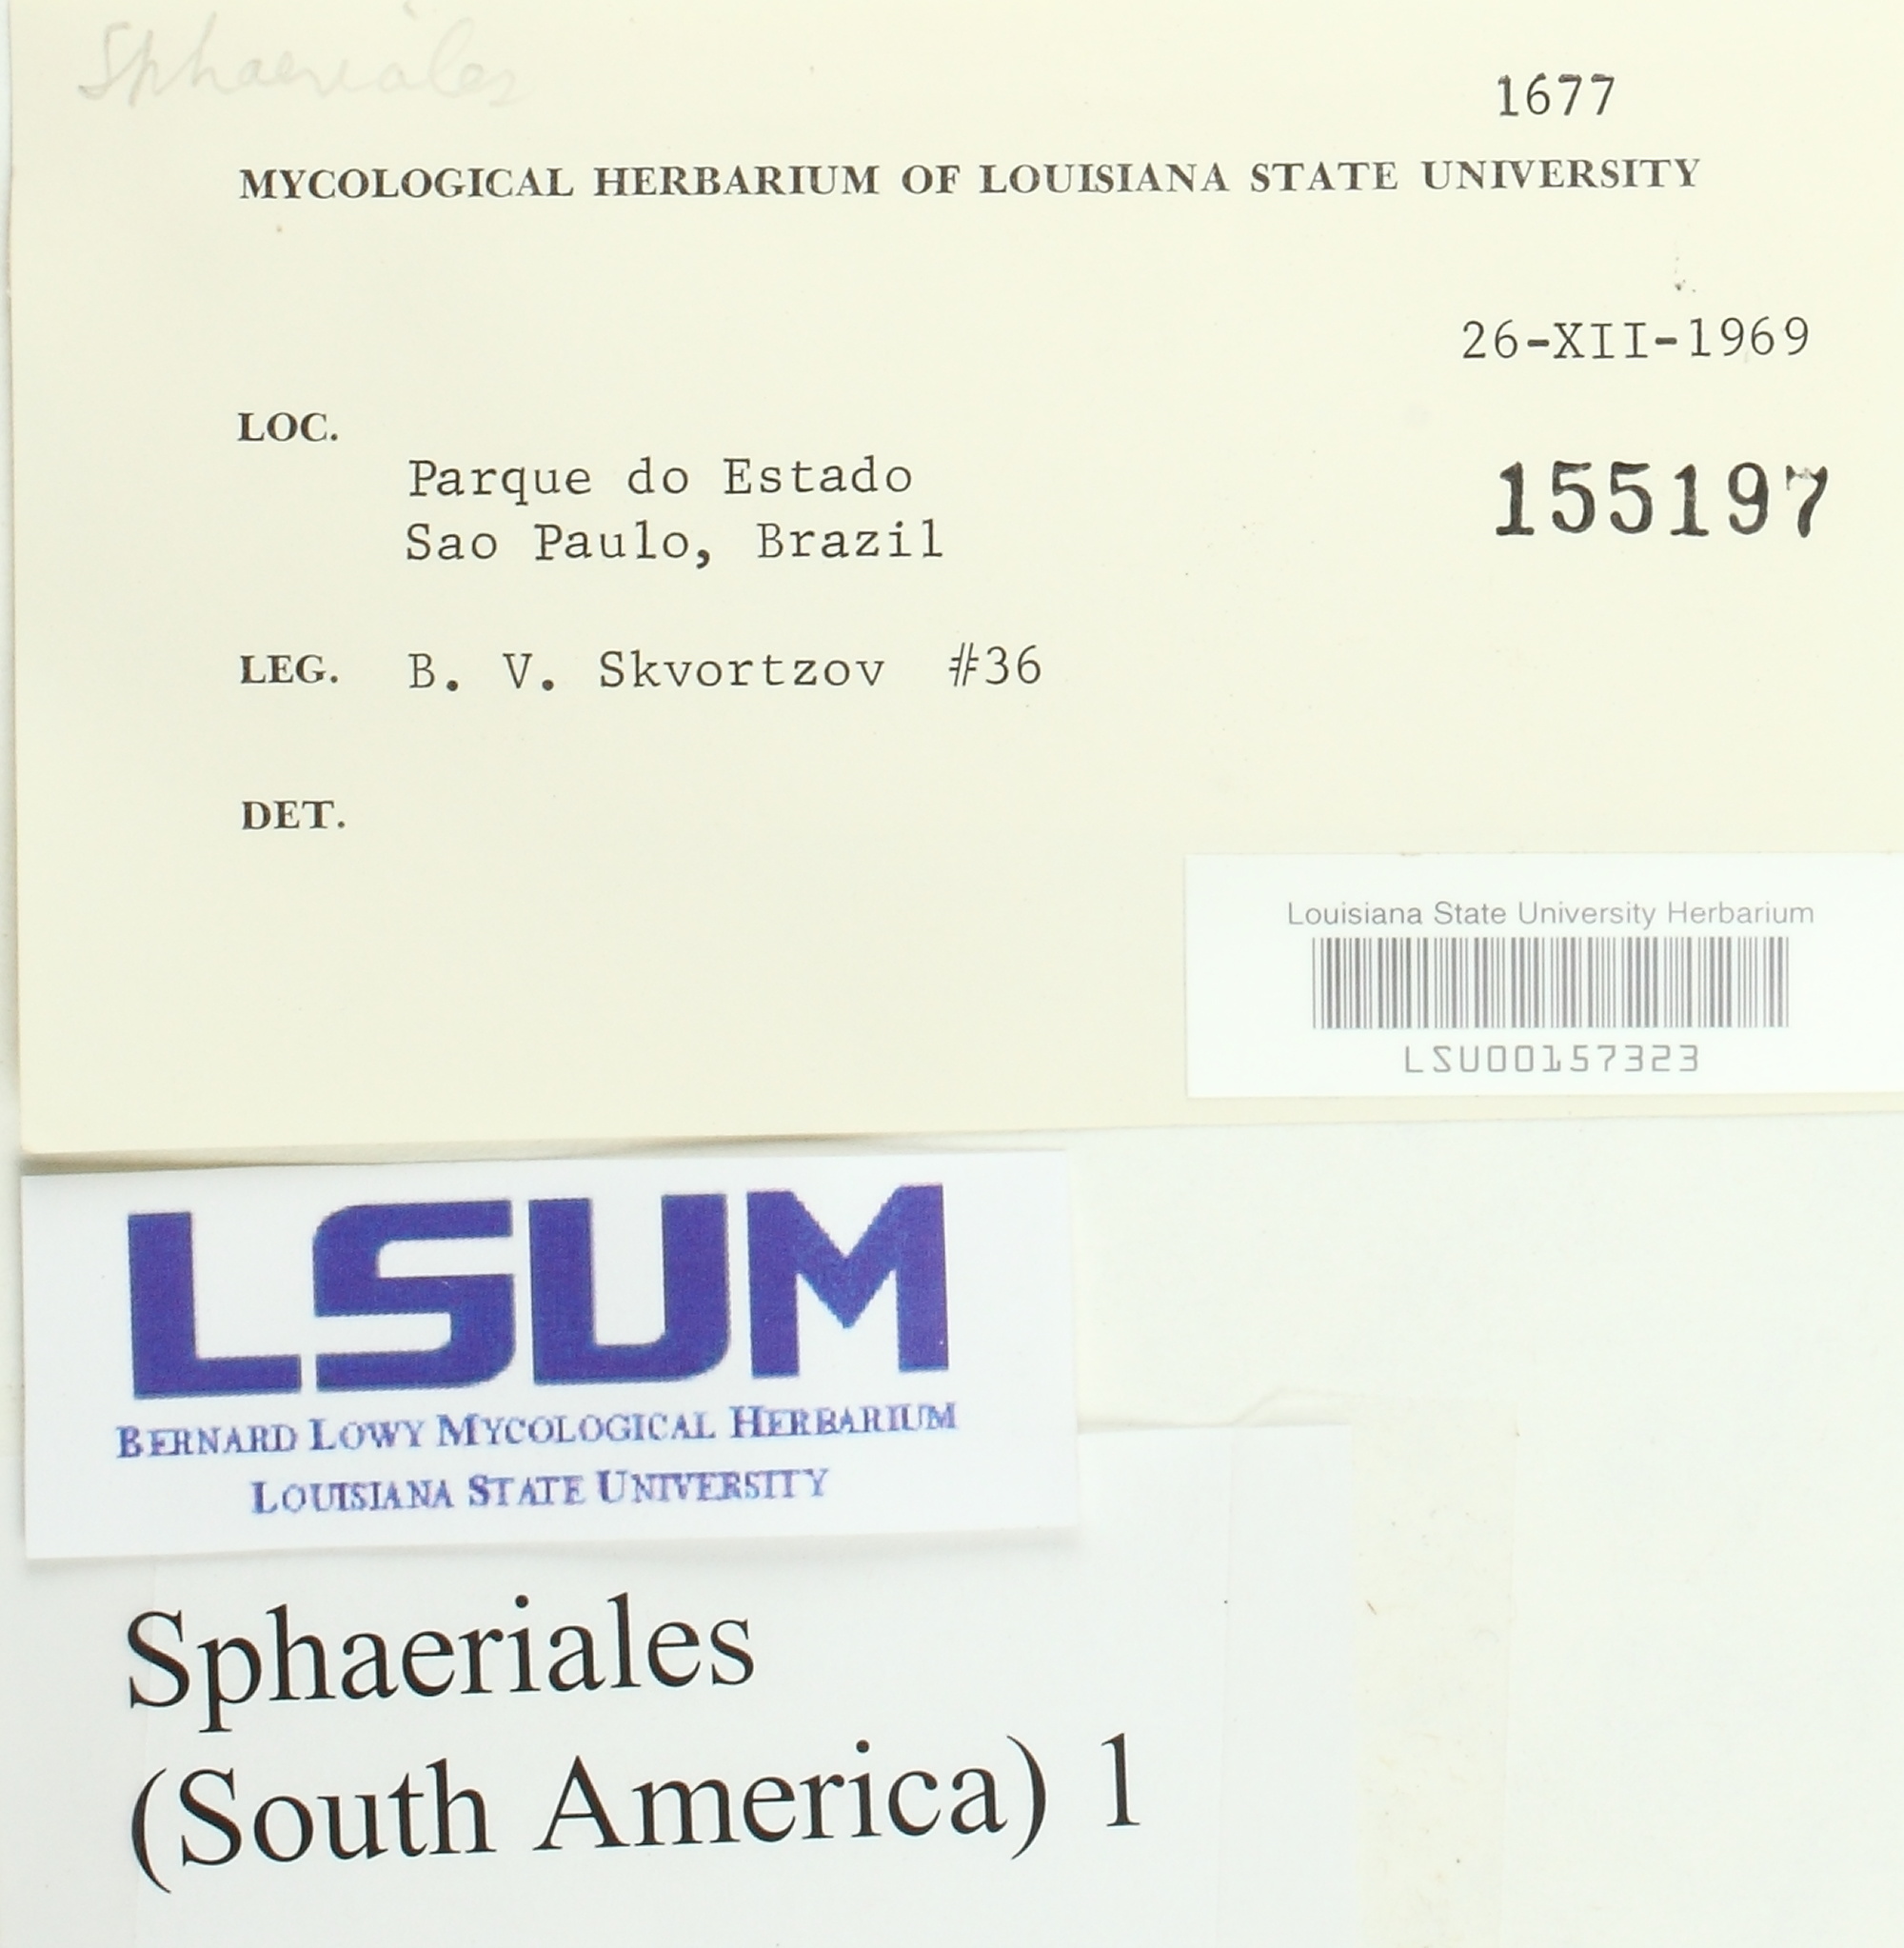 Sphaeriales
1677
MYCOLOGICAL HERBARIUM OF LOUISIANA STATE UNIVERSITY
26-XII-1969
LOC.
Parque do Estado
155197
Sao Paulo, Brazil
LEG. B. V. Skvortzov #36
DET.
Louisiana State University Herbarium
LSU00157323
LSUM
BERNARD LOWY MYCOLOGICAL HERBARIUM
LOUISIANA STATE UNIVERSITY
Sphaeriales
(South America) 1